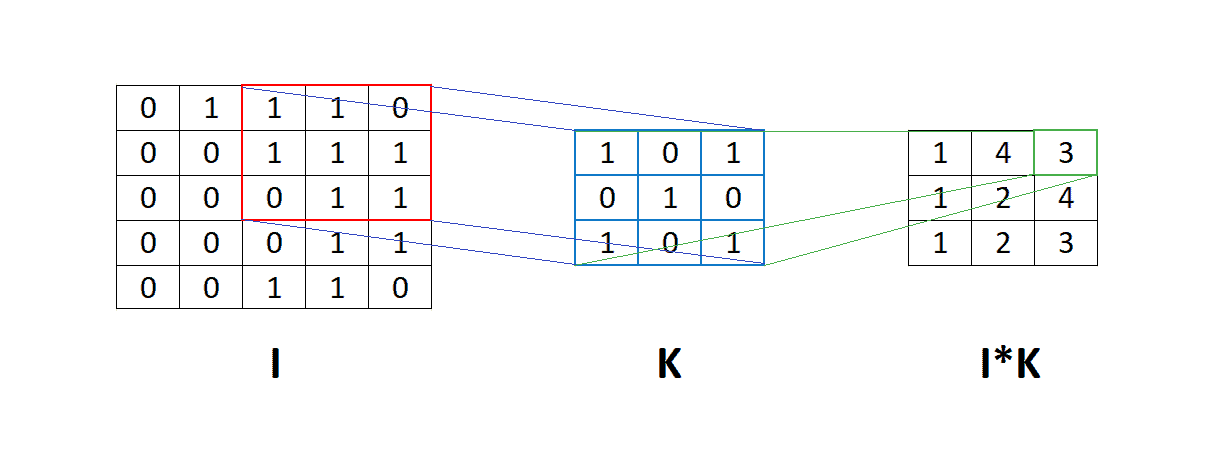 0 1 1 1 0
0 0 1 1 1
0 0 0 1 1
0 0 0 1 1
0 0 1 1 0
I
1 0 1
0 1 0
1 0 1
K
1 4 3
1 2 4
1 2 3
I*K